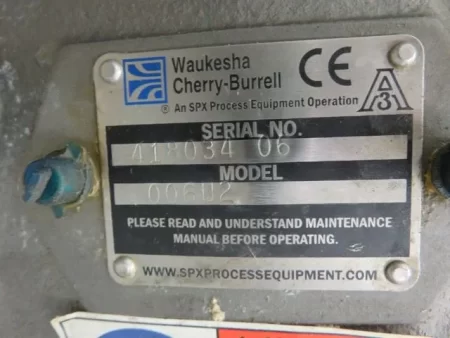 Waukesha
Cherry-Burrell
CE
® An SPX Process Equipment Operation
3 A
SERIAL NO.
418034 06
MODEL
006U2
PLEASE READ AND UNDERSTAND MAINTENANCE
MANUAL BEFORE OPERATING.
WWW.SPXPROCESSEQUIPMENT.COM